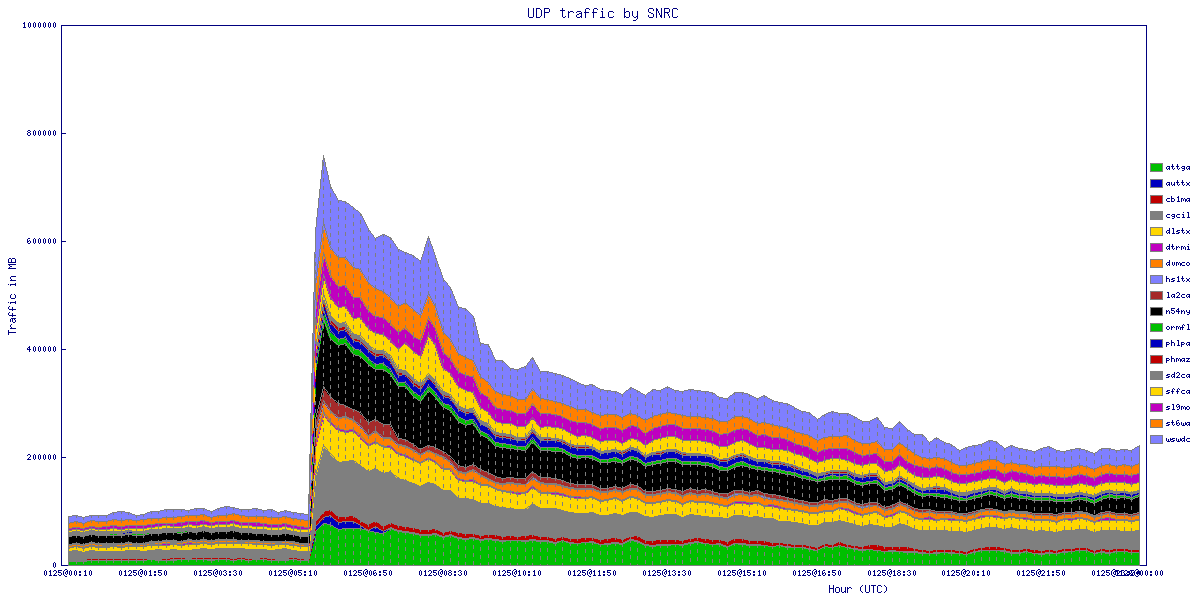 UDP traffic by SNRC
1000000
800000
600000
400000
200000
0
Traffic in MB
0125@00:10 0125@01:50 0125@03:30 0125@05:10 0125@06:50 0125@08:30 0125@10:10 0125@11:50 0125@13:30 0125@15:10 0125@16:50 0125@18:30 0125@20:10 0125@21:50
Hour (UTC)
attga
auttx
cb1ma
cgcil
dlstx
dtrmi
dvmco
hs1tx
la2ca
n54ny
ormfl
phlpa
phmaz
sd2ca
sffca
sl9mo
st6wa
wswdc